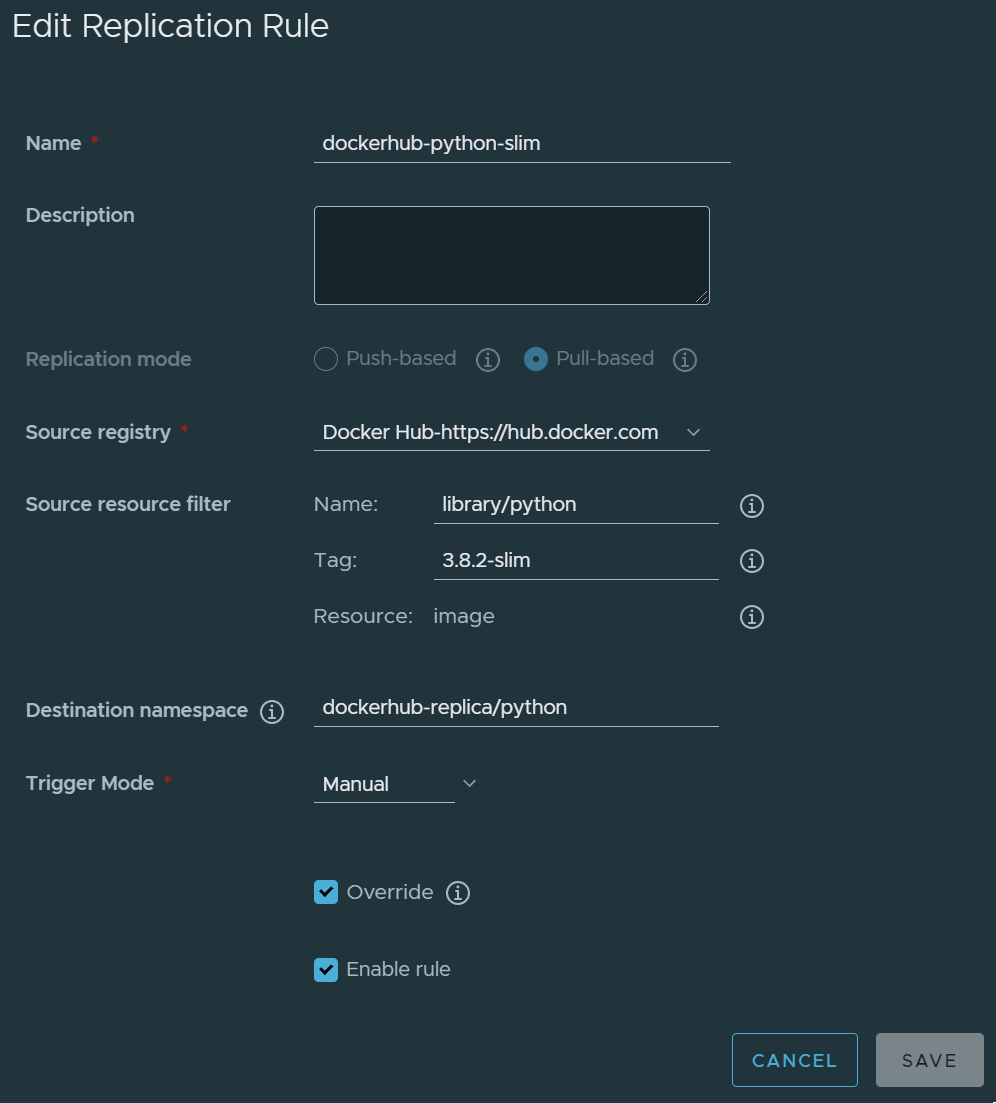 Edit Replication Rule
Name *
dockerhub-python-slim
Description
Replication mode
Push-based
Pull-based
Source registry *
Docker Hub-https://hub.docker.com
Source resource filter
Name:
library/python
Tag:
3.8.2-slim
Resource:
image
Destination namespace
dockerhub-replica/python
Trigger Mode *
Manual
Override
Enable rule
CANCEL
SAVE